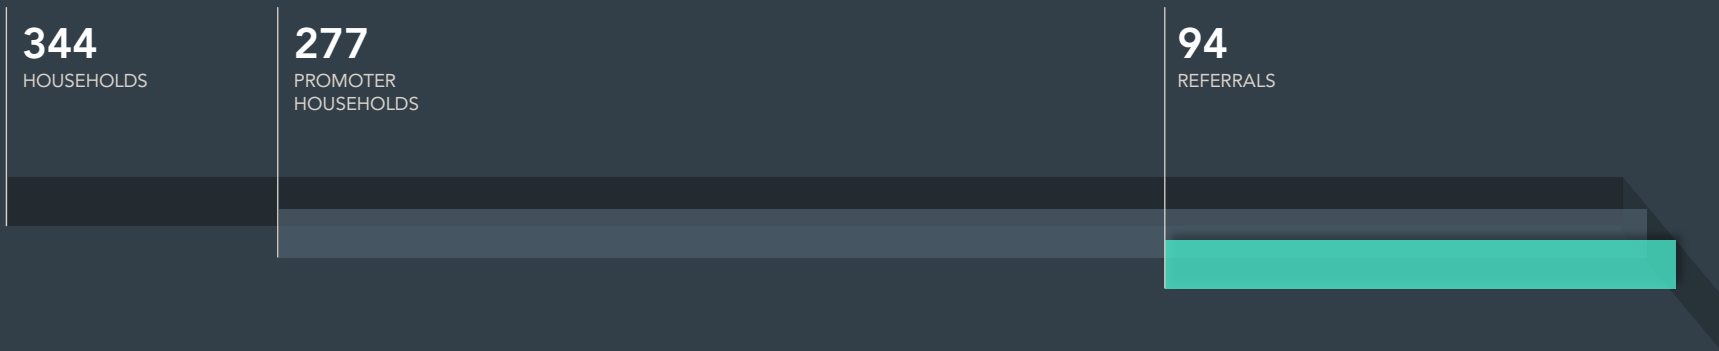 344
HOUSEHOLDS
277
PROMOTER
HOUSEHOLDS
94
REFERRALS